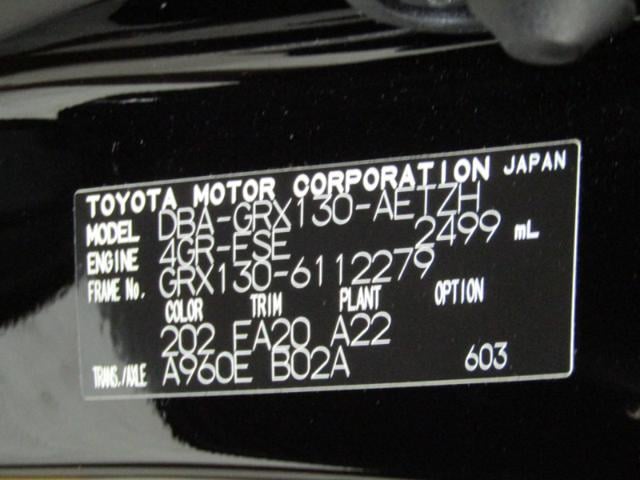 TOYOTA MOTOR CORPORATION JAPAN
MODEL DBA-GRX130-AETZH
ENGINE 4GR-FSE 2499 mL
FRAME No. GRX130-6112279
COLOR TRIM PLANT OPTION
202 FA20 A22
TRANS./AXLE A960E B02A 603